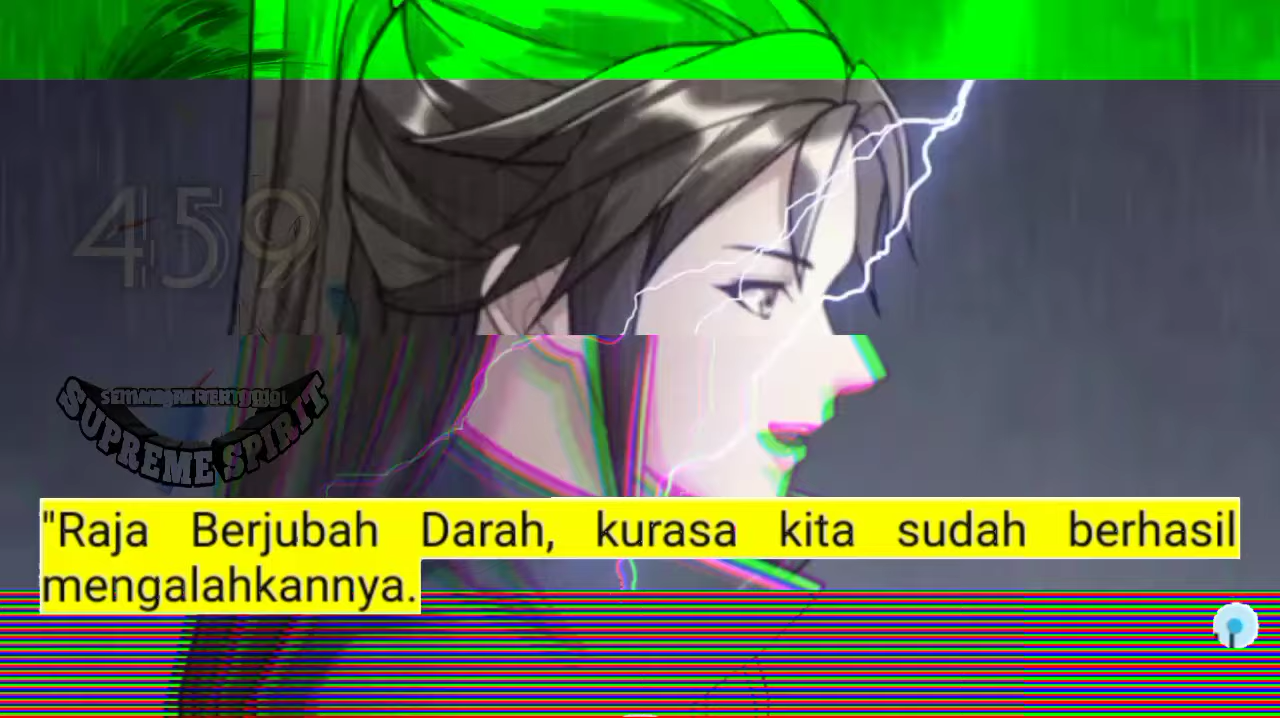 459
SUPREME SPIRIT
"Raja Berjubah Darah, kurasa kita sudah berhasil
mengalahkannya.